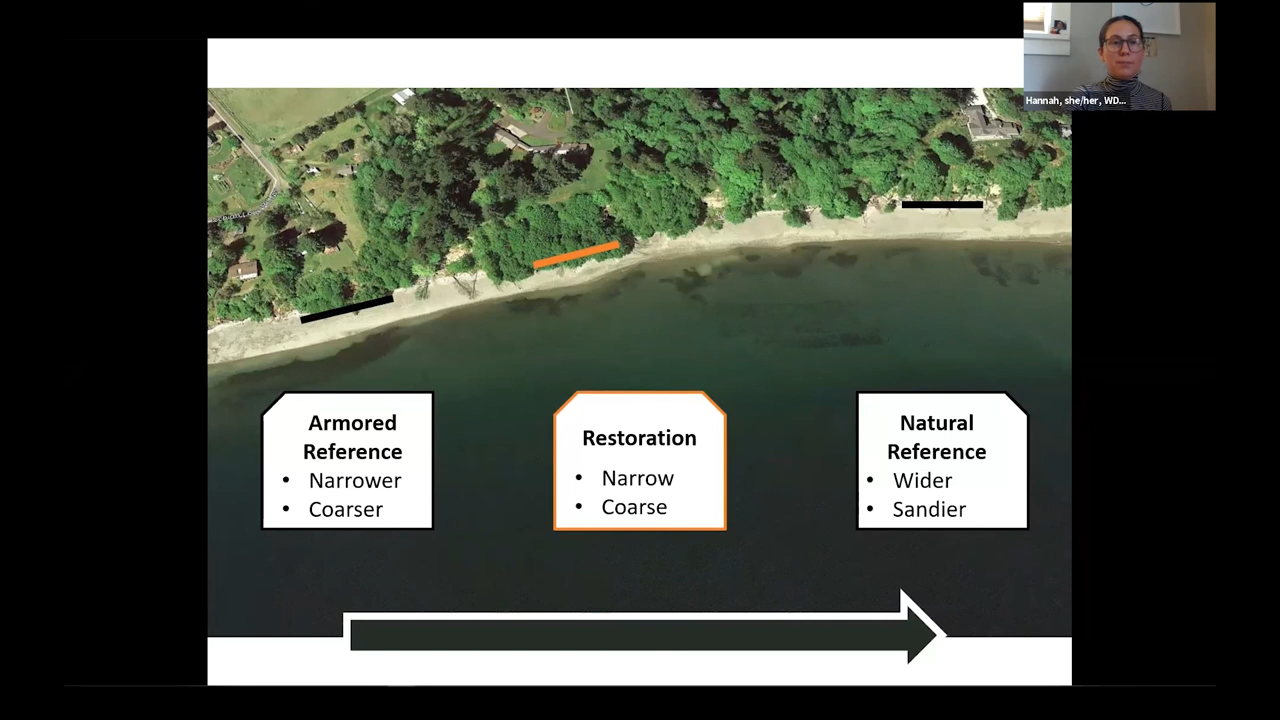 Hannah, she/her, WD...
Armored
Reference
• Narrower
• Coarser
Restoration
• Narrow
• Coarse
Natural
Reference
• Wider
• Sandier